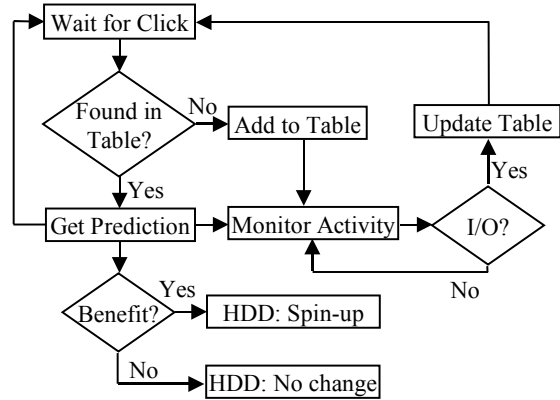 Wait for Click
Found in
Table?
No
Add to Table
Update Table
Yes
Yes
Get Prediction
Monitor Activity
I/O?
No
Benefit?
Yes
HDD: Spin-up
No
HDD: No change